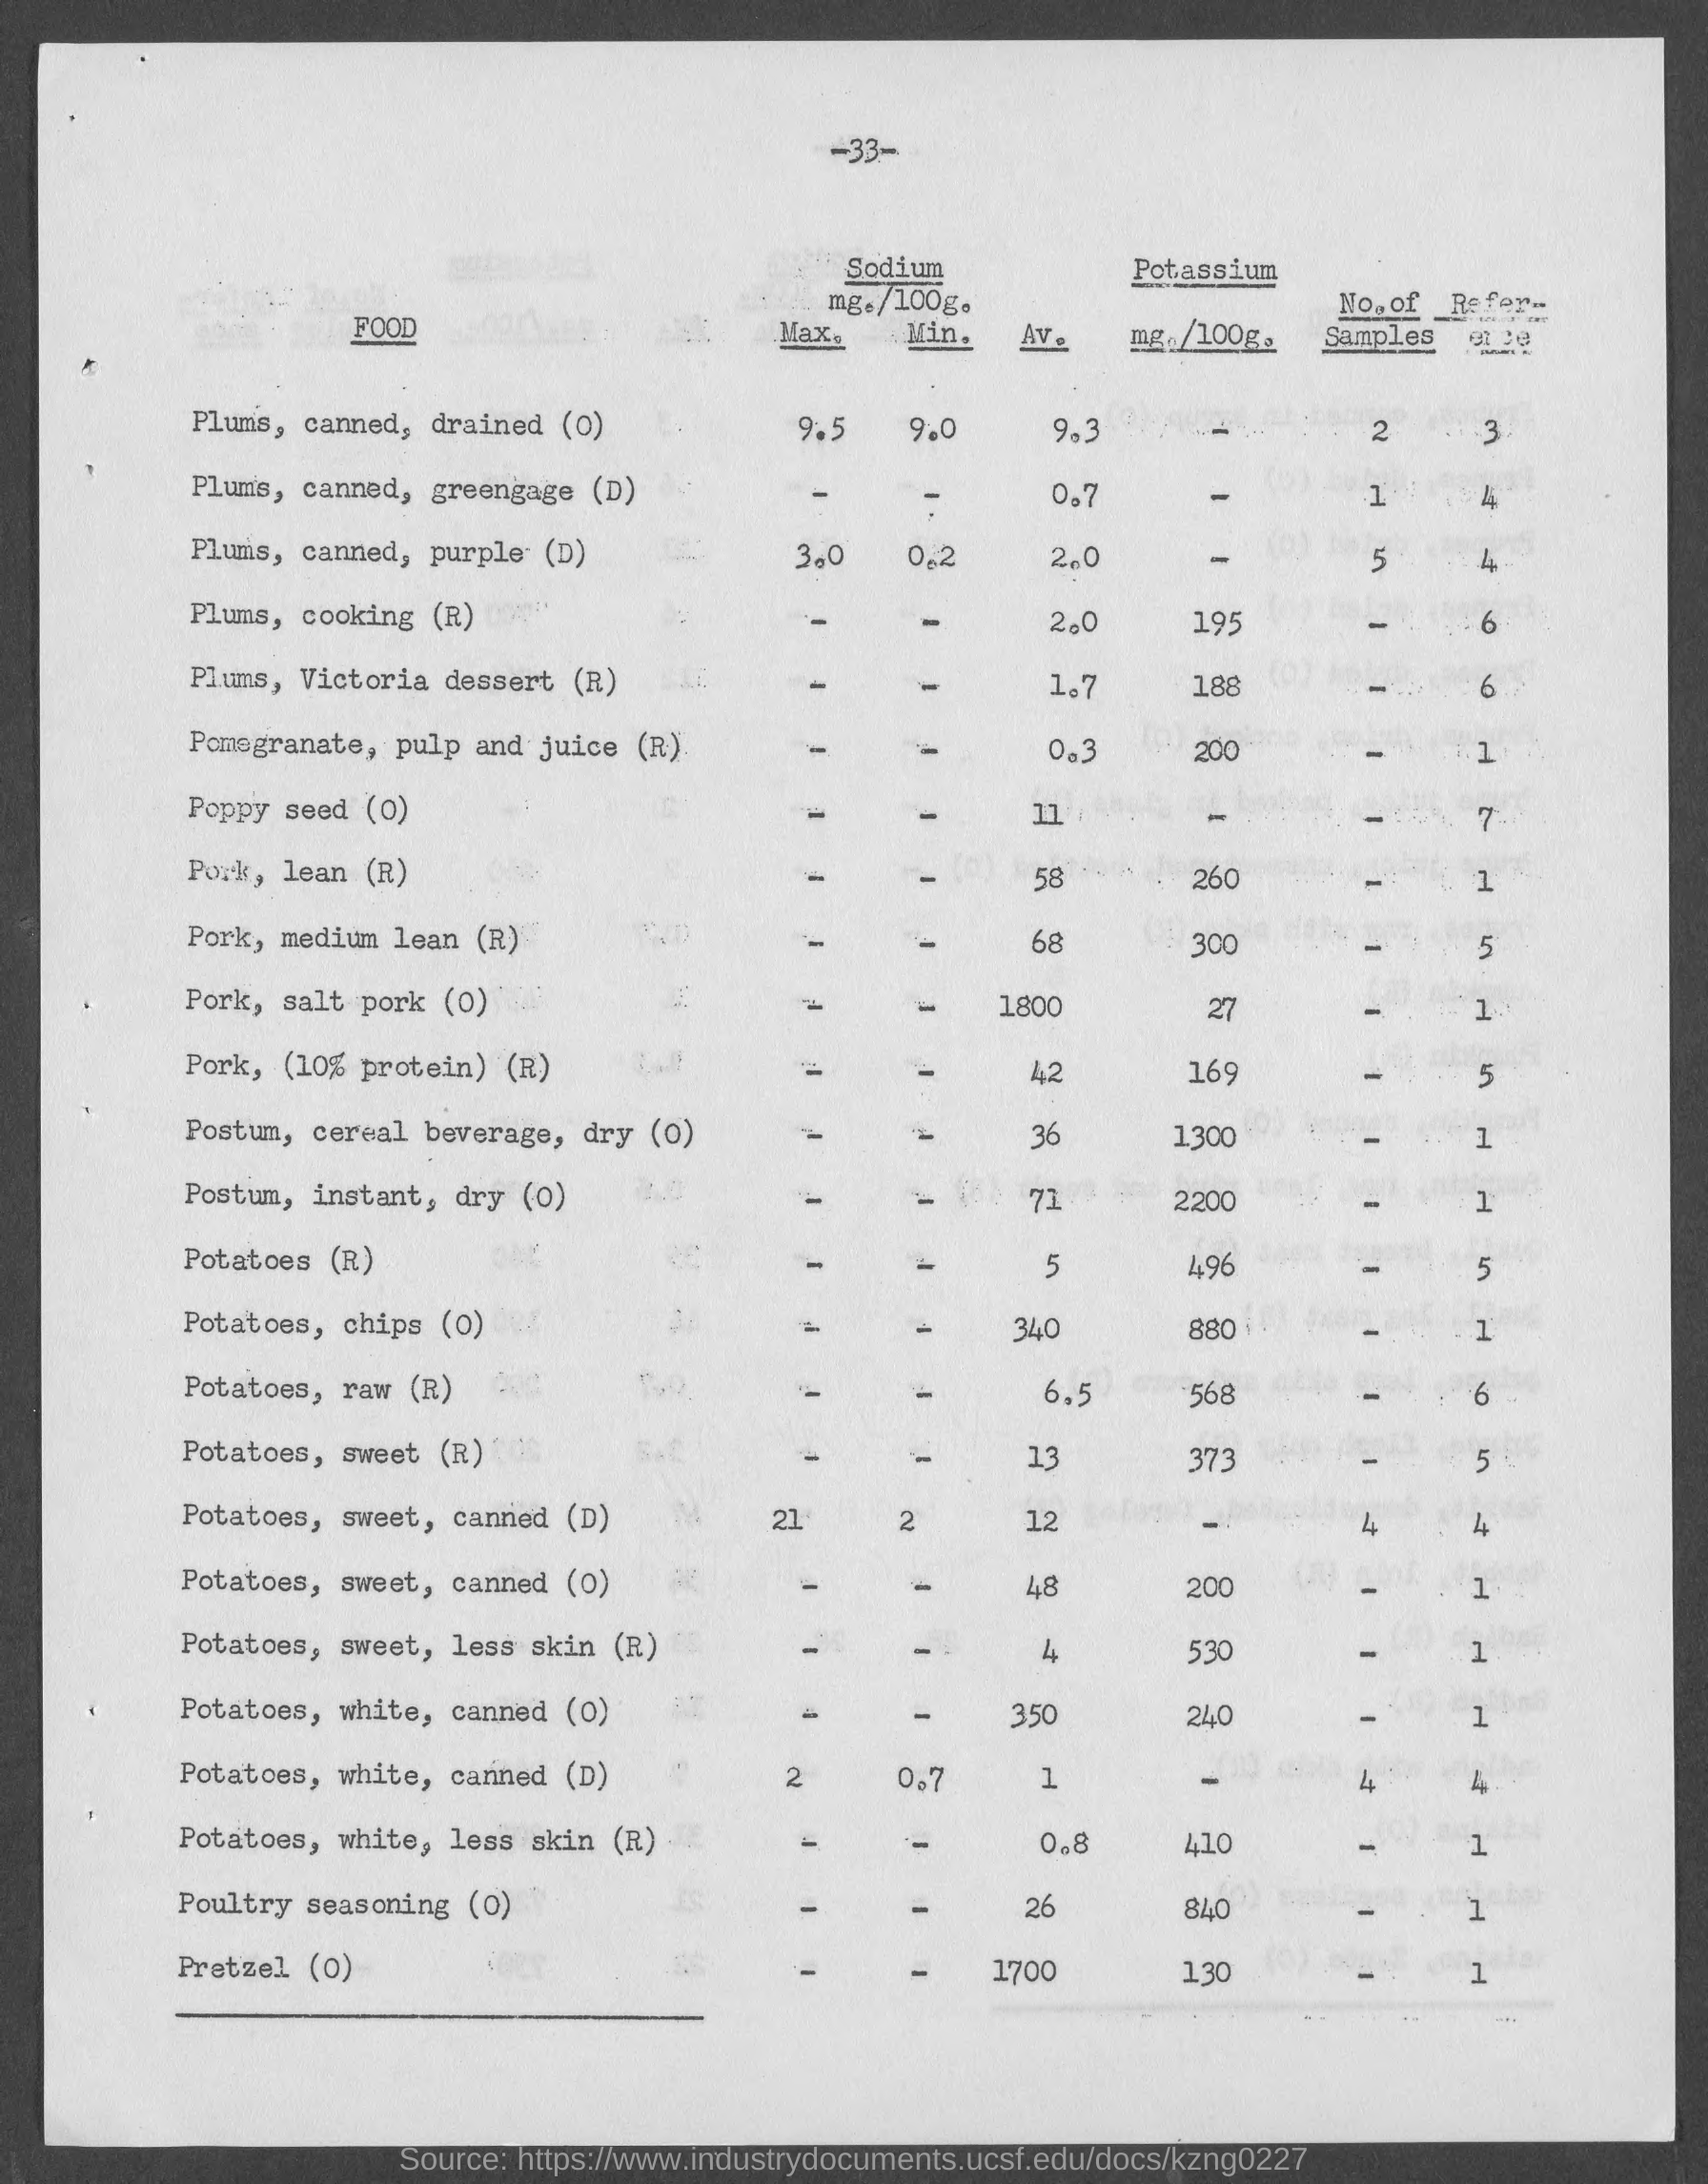 -33-
Sodium Potassium
mg./100g. No. of Refer-
FOOD Max. Min. Av. mg./100g. Samples ence
Plums, canned, drained (O) 9.5 9.0 9.3 - 2 3
Plums, canned, greengage (D) - - 0.7 - 1 4
Plums, canned, purple (D) 3.0 0.2 2.0 - 5 4
Plums, cooking (R) - - 2.0 195 - 6
Plums, Victoria dessert (R) - - 1.7 188 - 6
Pomegranate, pulp and juice (R) - - 0.3 200 - 1
Poppy seed (O) - - 11 - - 7
Pork, lean (R) - - 58 260 - 1
Pork, medium lean (R) - - 68 300 - 5
Pork, salt pork (O) - - 1800 27 - 1
Pork, (10% protein) (R) - - 42 169 - 5
Postum, cereal beverage, dry (O) - - 36 1300 - 1
Postum, instant, dry (O) - - 71 2200 - 1
Potatoes (R) - - 5 496 - 5
Potatoes, chips (O) - - 340 880 - 1
Potatoes, raw (R) - - 6.5 568 - 6
Potatoes, sweet (R) - - 13 373 - 5
Potatoes, sweet, canned (D) 21 2 12 - 4 4
Potatoes, sweet, canned (O) - - 48 200 - 1
Potatoes, sweet, less skin (R) - - 4 530 - 1
Potatoes, white, canned (O) - - 350 240 - 1
Potatoes, white, canned (D) 2 0.7 1 - 4 4
Potatoes, white, less skin (R) - - 0.8 410 - 1
Poultry seasoning (O) - - 26 840 - 1
Pretzel (O) - - 1700 130 - 1
Source: https://www.industrydocuments.ucsf.edu/docs/kzng0227